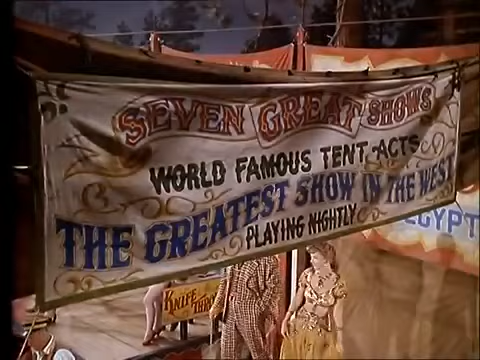 SEVEN GREAT SHOWS
WORLD FAMOUS TENT ACTS
THE GREATEST SHOW IN THE WEST
PLAYING NIGHTLY
EGYPT
KNIFE